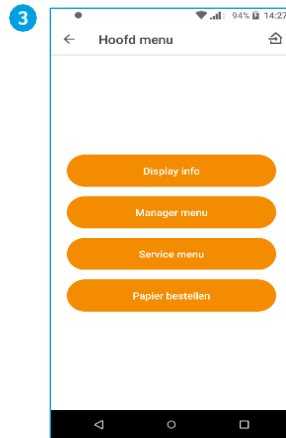 3
94% 14:27
Hoofd menu
Display info
Manager menu
Service menu
Papier bestellen